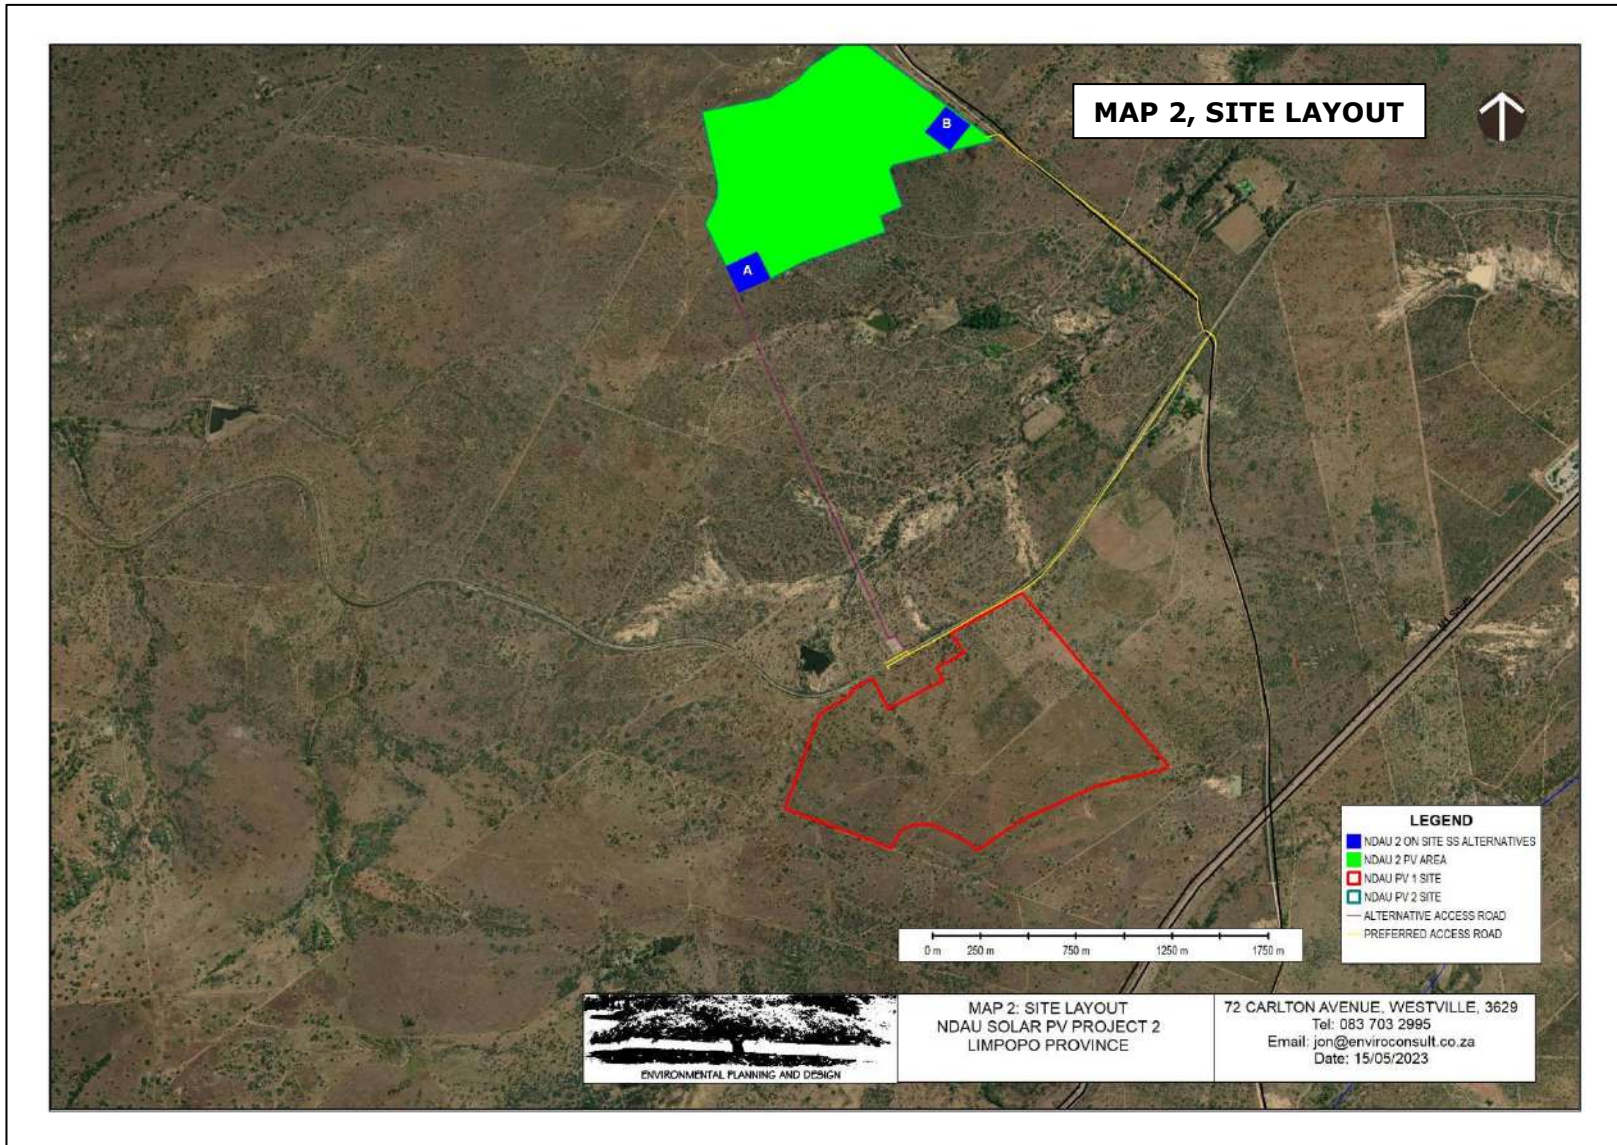 MAP 2, SITE LAYOUT
B
A
LEGEND
NDAU 2 ON SITE SS ALTERNATIVES
NDAU 2 PV AREA
NDAU PV 1 SITE
NDAU PV 2 SITE
ALTERNATIVE ACCESS ROAD
PREFERRED ACCESS ROAD
0 m 250 m 750 m 1250 m 1750 m
ENVIRONMENTAL PLANNING AND DESIGN
MAP 2: SITE LAYOUT
NDAU SOLAR PV PROJECT 2
LIMPOPO PROVINCE
72 CARLTON AVENUE, WESTVILLE, 3629
Tel: 083 703 2995
Email: jon@enviroconsult.co.za
Date: 15/05/2023